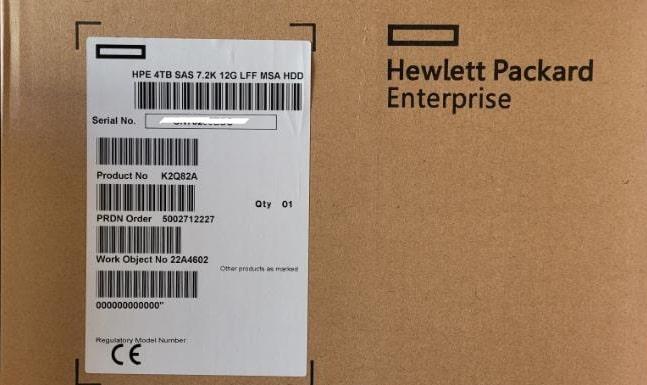 HPE 4TB SAS 7.2K 12G LFF MSA HDD
Serial No.
Product No K2Q82A
Qty 01
PRDN Order 5002712227
Work Object No 22A4602
Other products as marked
000000000000"
Regulatory Model Number
CE
Hewlett Packard
Enterprise